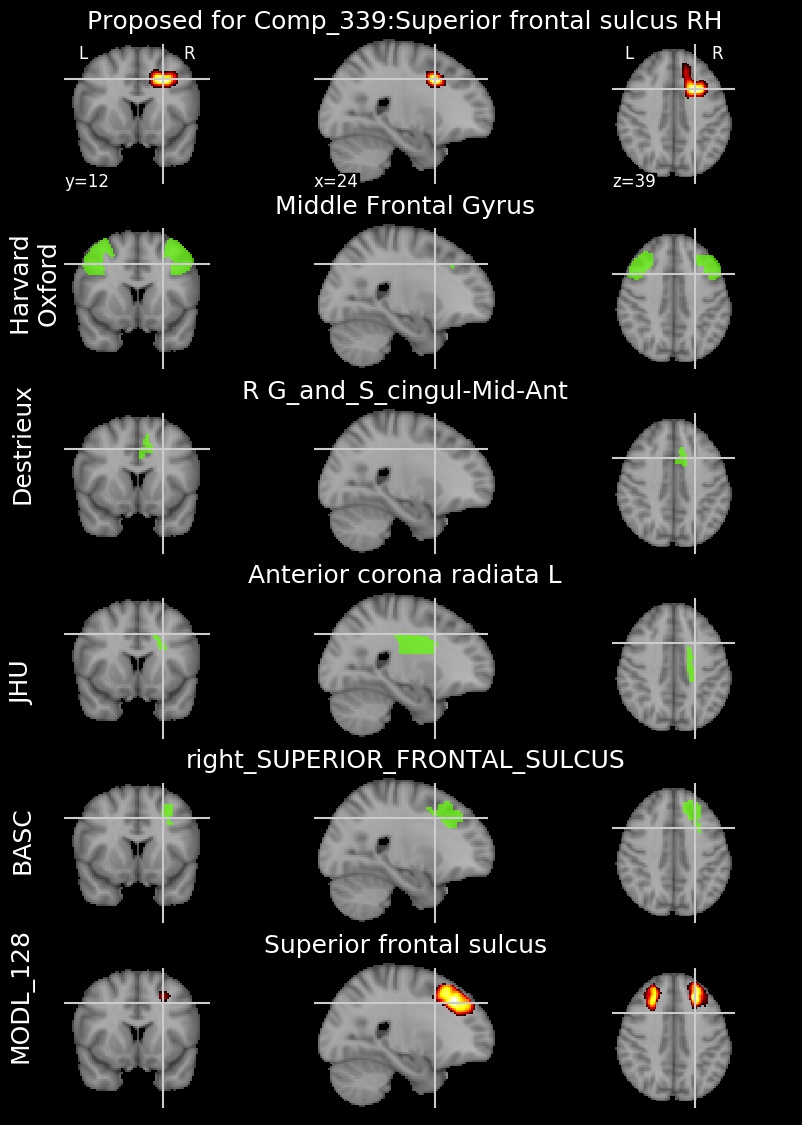 Proposed for Comp_339:Superior frontal sulcus RH
L R L R
y=12 x=24 z=39
Middle Frontal Gyrus
Harvard
Oxford
R G_and_S_cingul-Mid-Ant
Destrieux
Anterior corona radiata L
JHU
right_SUPERIOR_FRONTAL_SULCUS
BASC
Superior frontal sulcus
MODL_128